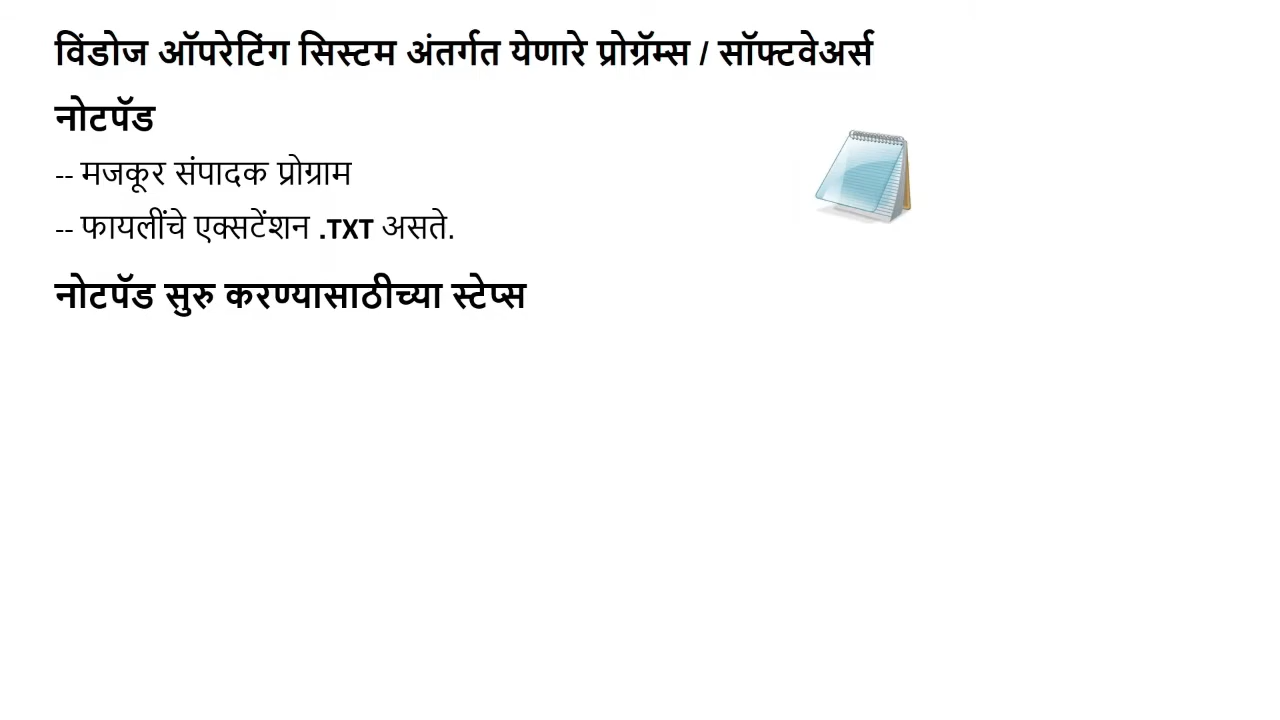 विंडोज ऑपरेटिंग सिस्टम अंतर्गत येणारे प्रोग्रॅम्स / सॉफ्टवेअर्स
नोटपॅड
-- मजकूर संपादक प्रोग्राम
-- फायलींचे एक्सटेंशन .TXT असते.
नोटपॅड सुरु करण्यासाठीच्या स्टेप्स